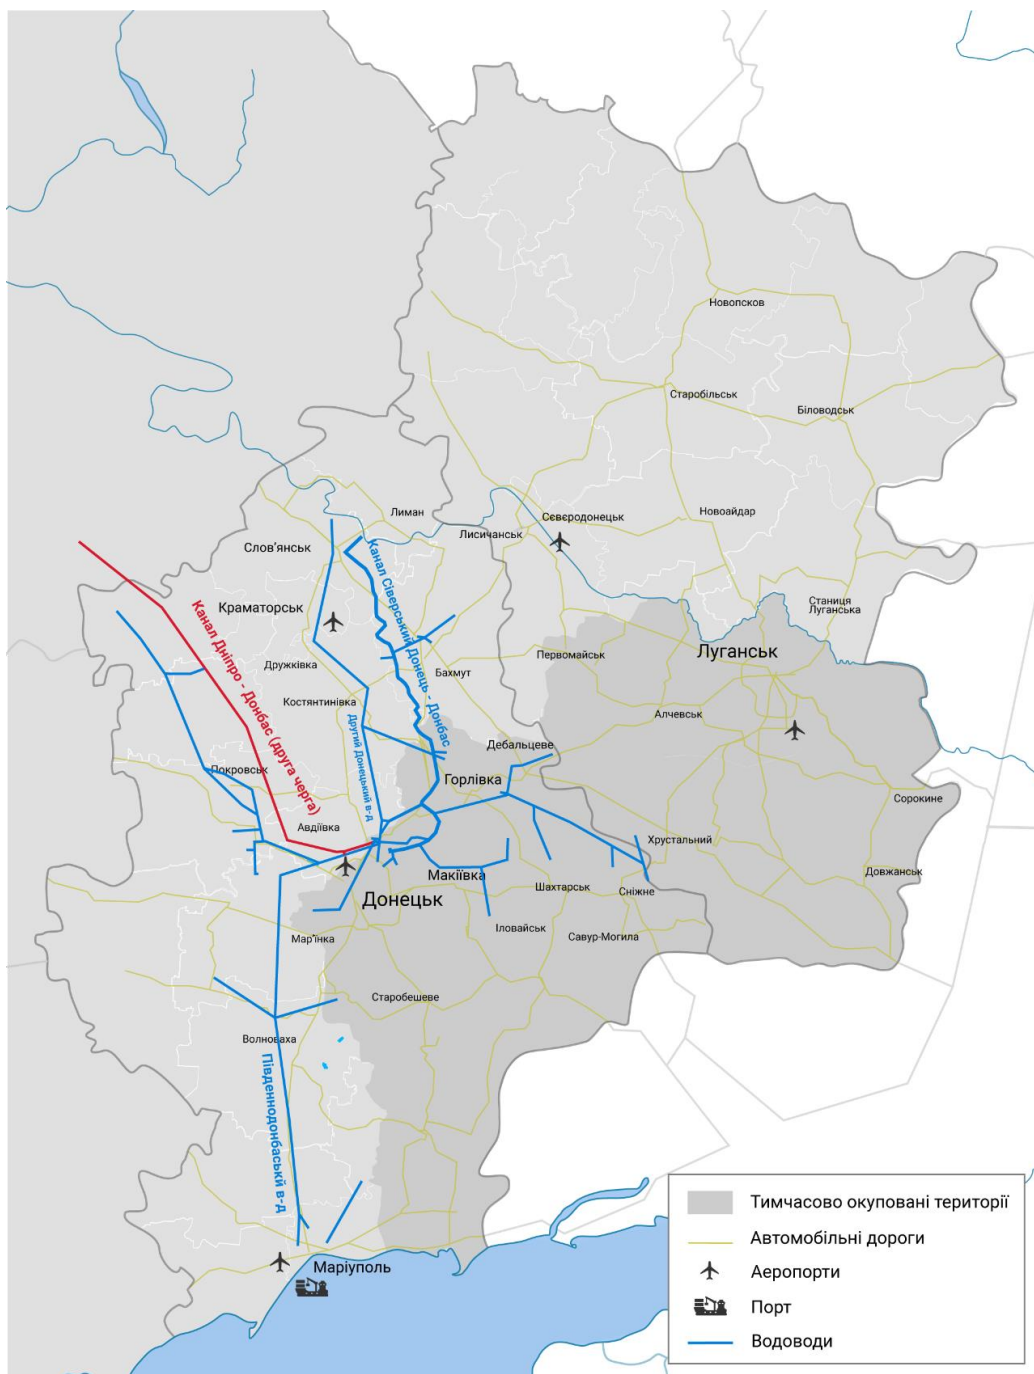 Новопсков
Старобільськ
Біловодськ
Лиман
Сєвєродонецьк
Новоайдар
Лисичанськ
Слов'янськ
Канал Сіверський Донець - Донбас
Краматорськ
Канал Дніпро - Донбас (друга черга)
Станиця
Луганська
Луганськ
Первомайськ
Дружківка
Бахмут
Костянтинівка
Алчевськ
Другий Донецький в-д
Дебальцеве
Покровськ
Горлівка
Сорокине
Авдіївка
Хрустальний
Макіївка
Довжанськ
Шахтарськ
Сніжне
Донецьк
Іловайськ
Мар'їнка
Савур-Могила
Старобешеве
Волноваха
Південнодонбаський в-д
Маріуполь
Тимчасово окуповані території
Автомобільні дороги
Аеропорти
Порт
Водоводи